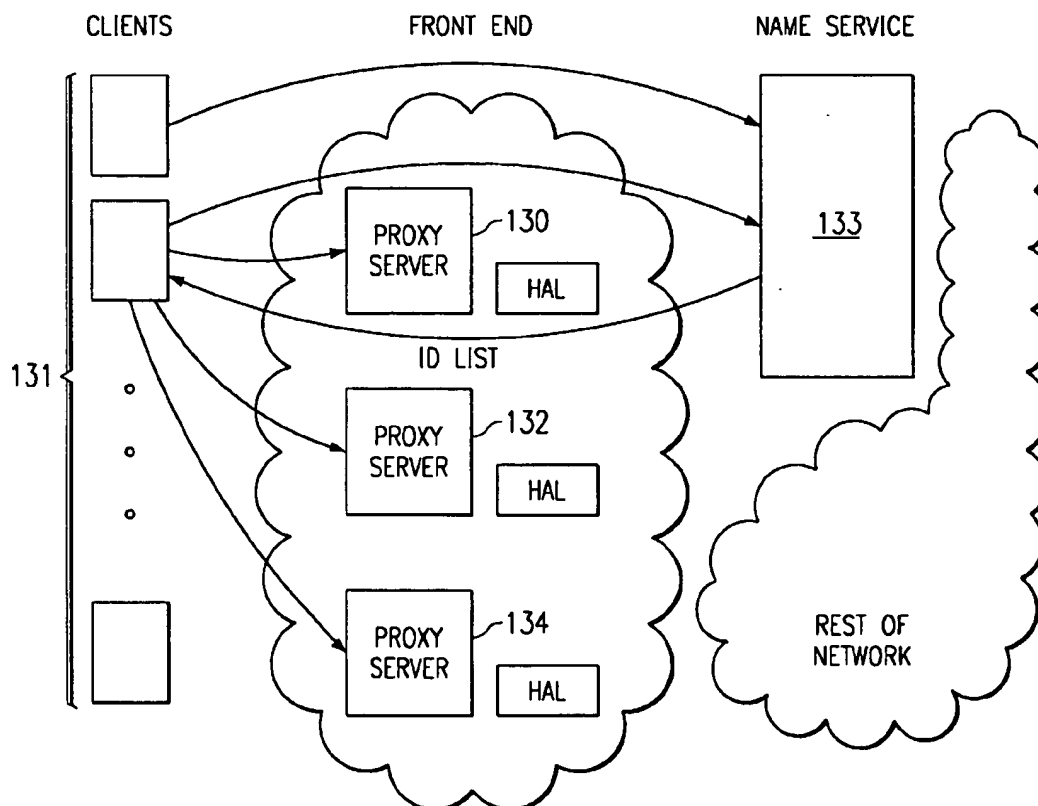 CLIENTS
FRONT END
NAME SERVICE
PROXY
SERVER
130
HAL
133
ID LIST
131
PROXY
SERVER
132
HAL
PROXY
SERVER
134
HAL
REST OF
NETWORK